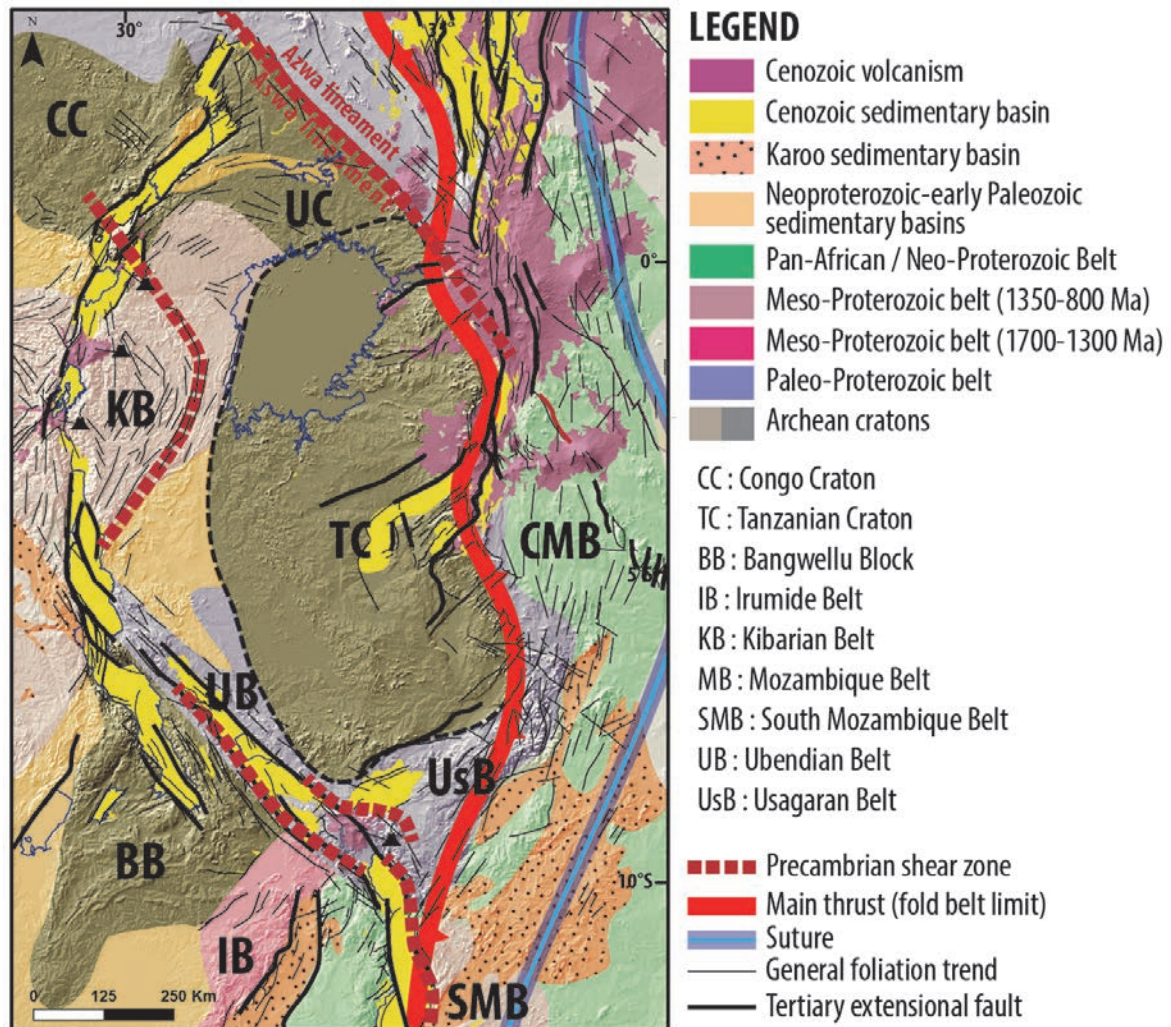 N
30°
35°
CC
Azwa lineament
Aswa lineament
UC
0°
KB
TC
CMB
5°
UB
UsB
BB
10°S
IB
SMB
0 125 250 Km
LEGEND
Cenozoic volcanism
Cenozoic sedimentary basin
Karoo sedimentary basin
Neoproterozoic-early Paleozoic
sedimentary basins
Pan-African / Neo-Proterozoic Belt
Meso-Proterozoic belt (1350-800 Ma)
Meso-Proterozoic belt (1700-1300 Ma)
Paleo-Proterozoic belt
Archean cratons
CC : Congo Craton
TC : Tanzanian Craton
BB : Bangwellu Block
IB : Irumide Belt
KB : Kibarian Belt
MB : Mozambique Belt
SMB : South Mozambique Belt
UB : Ubendian Belt
UsB : Usagaran Belt
Precambrian shear zone
Main thrust (fold belt limit)
Suture
General foliation trend
Tertiary extensional fault